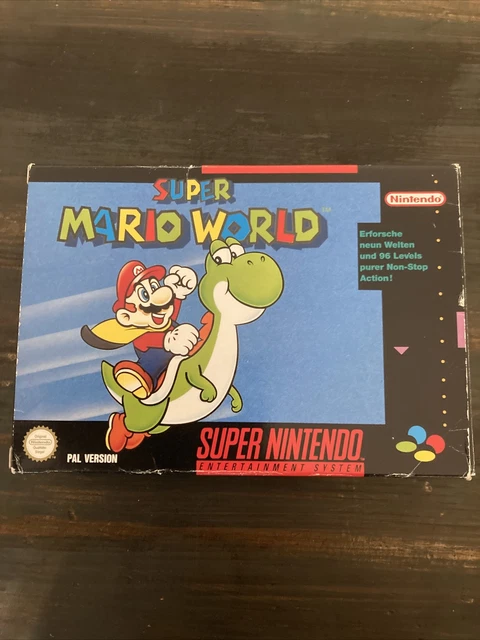 SUPER
MARIO WORLD
Nintendo
Erforsche
neun Welten
und 96 Levels
purer Non-Stop
Action!
PAL VERSION
SUPER NINTENDO
ENTERTAINMENT SYSTEM